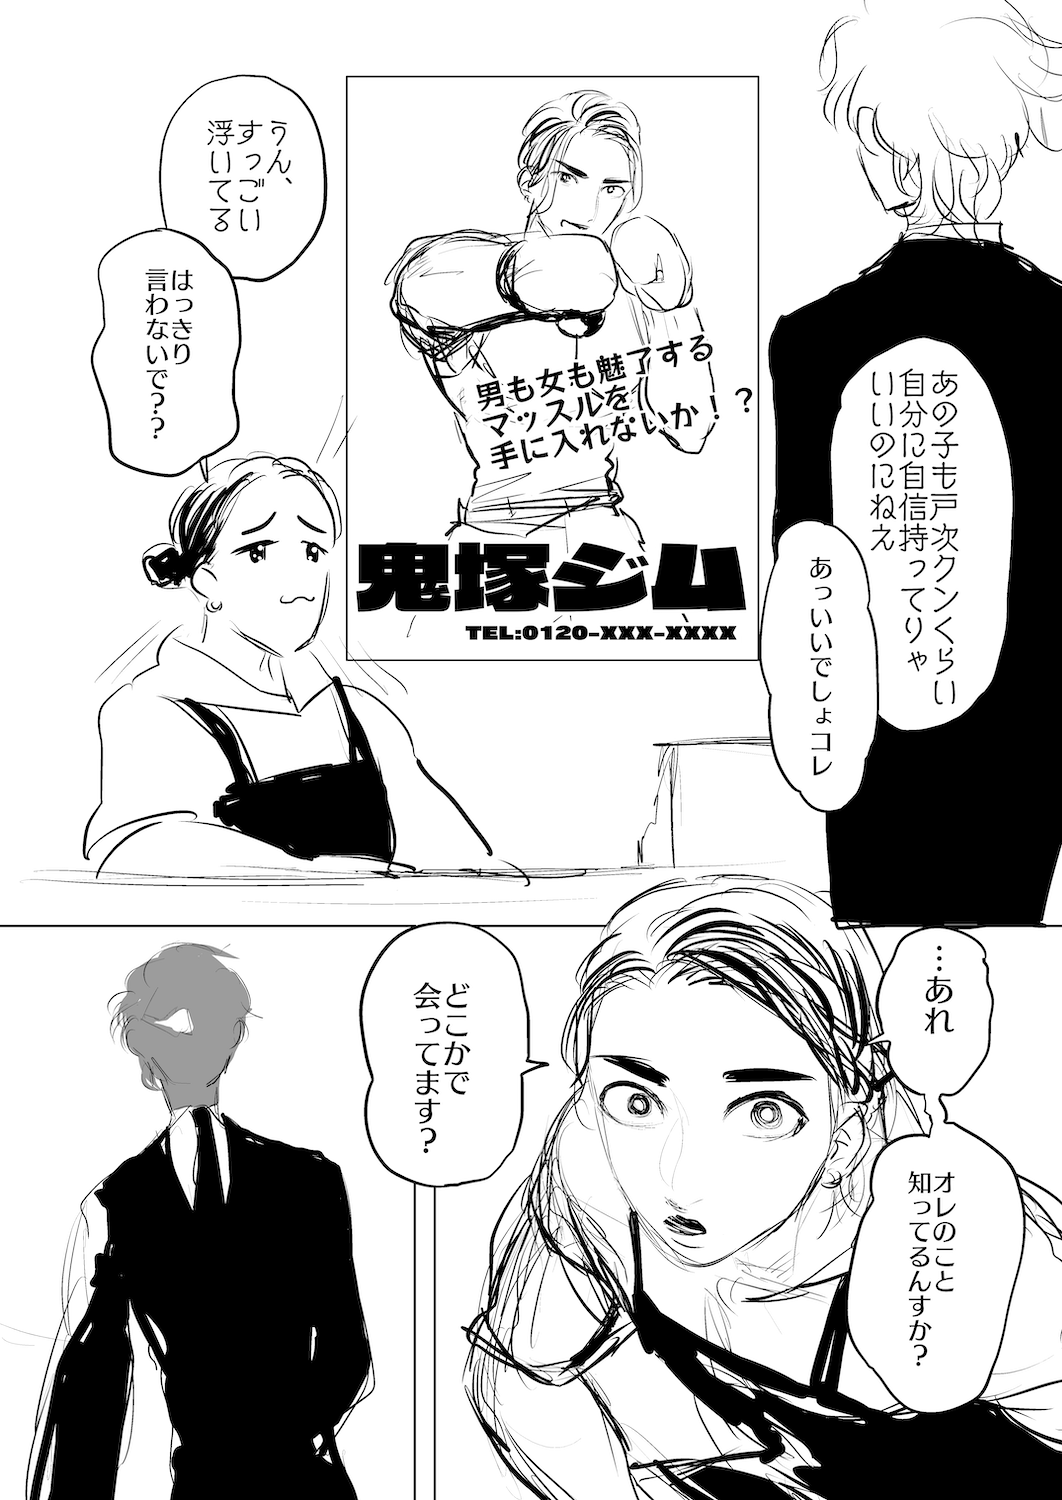 あの子も戸次クンくらい
自分に自信持ってりゃ
いいのにねえ
あっいいでしょコレ
男も女も魅了する
マッスルを
手に入れないか！？
鬼塚ジム
TEL:0120-XXX-XXXX
うん、
すっごい
浮いてる
はっきり
言わないで？？
…あれ
オレのこと
知ってるんすか？
どこかで
会ってます？